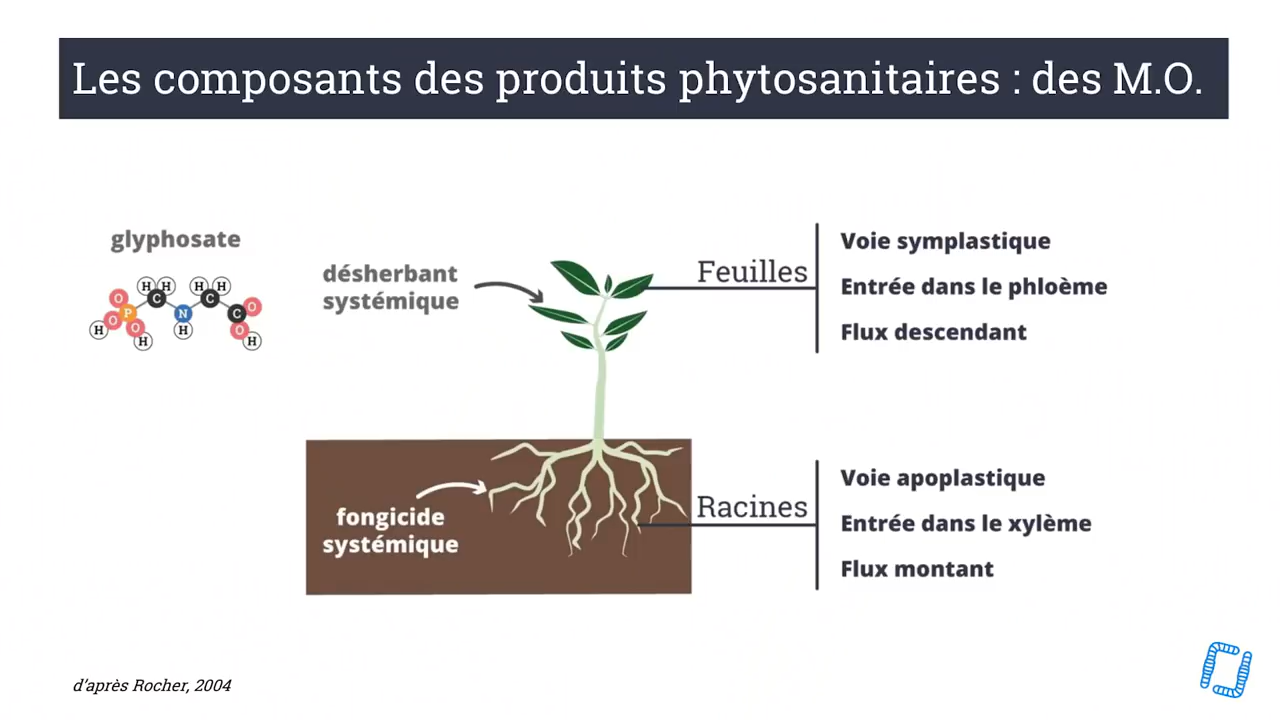 Les composants des produits phytosanitaires : des M.O.
glyphosate
H H H H
O C C O
P N C
H O O H O
H H
désherbant
systémique
Feuilles
Voie symplastique
Entrée dans le phloème
Flux descendant
fongicide
systémique
Racines
Voie apoplastique
Entrée dans le xylème
Flux montant
d'après Rocher, 2004